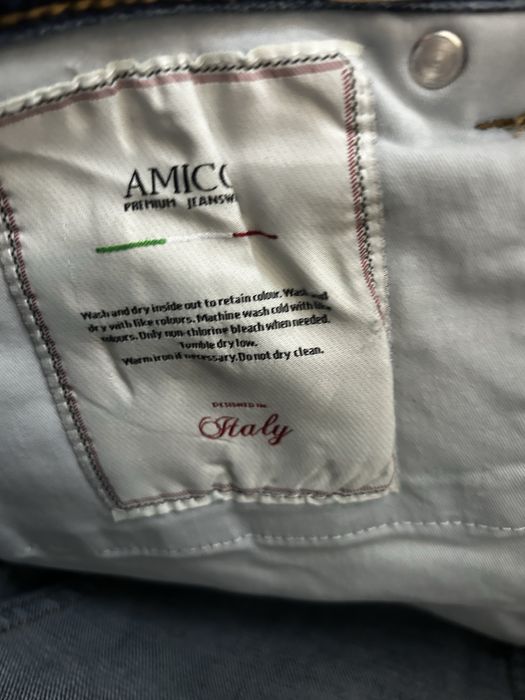 AMICO
PREMIUM JEANSW
Wash and dry inside out to retain colour. Wash and
dry with like colours. Machine wash cold with like
colours. Only non-chlorine bleach when needed.
Tumble dry low.
Warm iron if necessary. Do not dry clean.
DESIGNED IN
Italy